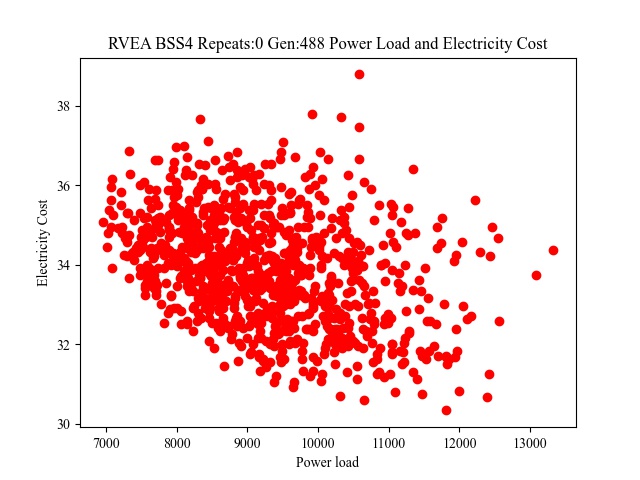 RVEA BSS4 Repeats:0 Gen:488 Power Load and Electricity Cost
Electricity Cost
38
36
34
32
30
7000 8000 9000 10000 11000 12000 13000
Power load